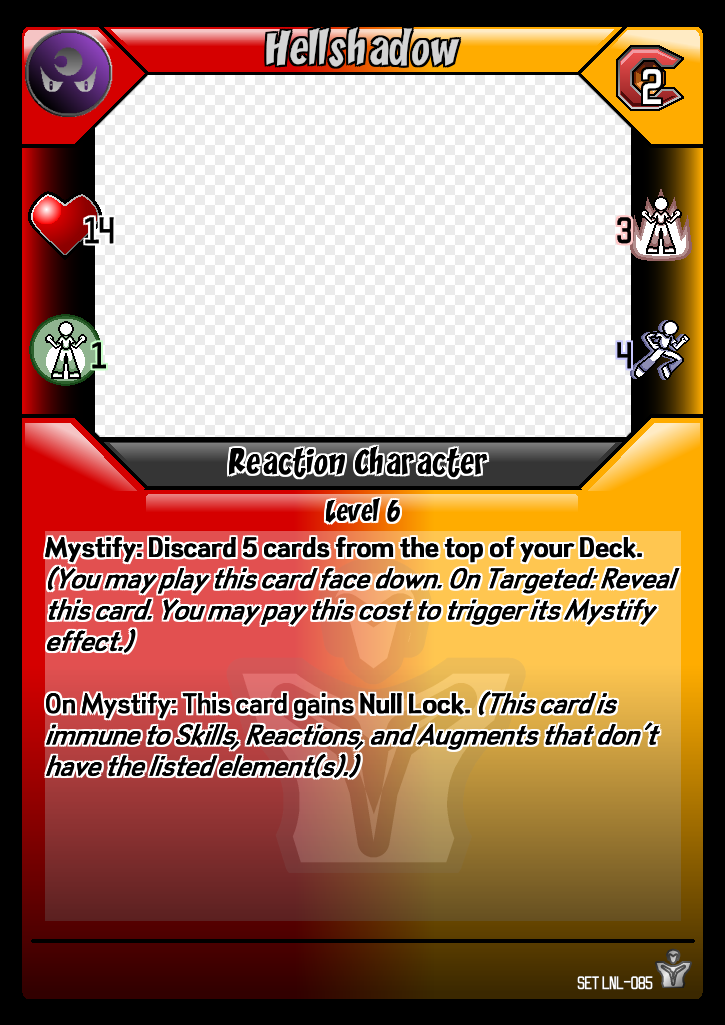 Hellshadow
2
14
3
1
4
Reaction Character
Level 6
Mystify: Discard 5 cards from the top of your Deck.
(You may play this card face down. On Targeted: Reveal
this card. You may pay this cost to trigger its Mystify
effect.)
On Mystify: This card gains Null Lock. (This card is
immune to Skills, Reactions, and Augments that don't
have the listed element(s).)
SET LNL-085